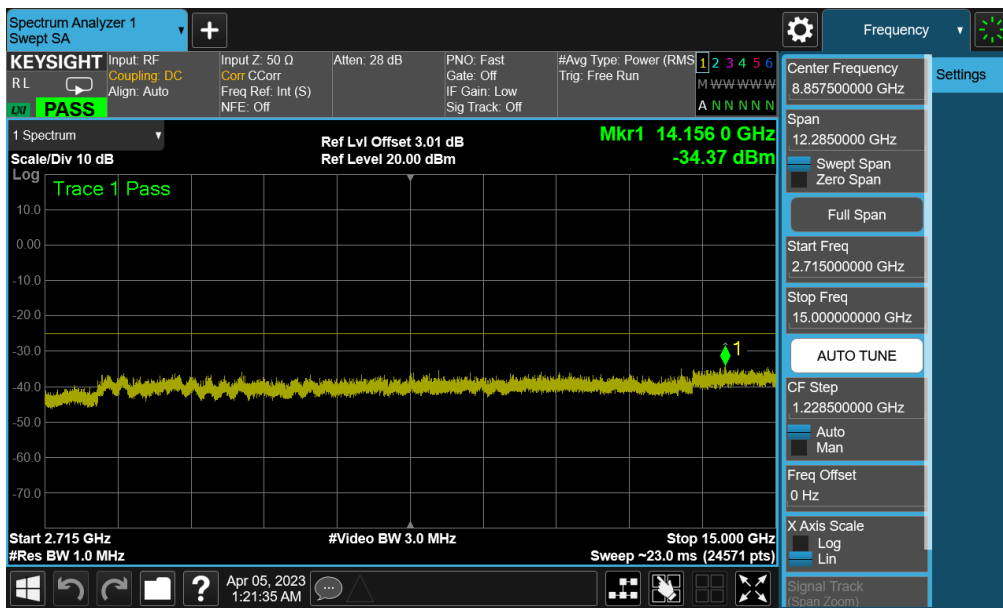 Spectrum Analyzer 1
Swept SA
Frequency
KEYSIGHT
RL
LXI
PASS
Input: RF
Coupling: DC
Align: Auto
Input Z: 50 Ω
Corr CCorr
Freq Ref: Int (S)
NFE: Off
Atten: 28 dB
PNO: Fast
Gate: Off
IF Gain: Low
Sig Track: Off
#Avg Type: Power (RMS
Trig: Free Run
1 2 3 4 5 6
M W W W W W
A N N N N N
Center Frequency
8.857500000 GHz
Settings
Span
12.2850000 GHz
Swept Span
Zero Span
Full Span
Start Freq
2.715000000 GHz
Stop Freq
15.000000000 GHz
AUTO TUNE
CF Step
1.228500000 GHz
Auto
Man
Freq Offset
0 Hz
X Axis Scale
Log
Lin
Signal Track
(Span Zoom)
1 Spectrum
Scale/Div 10 dB
Ref Lvl Offset 3.01 dB
Ref Level 20.00 dBm
Mkr1 14.156 0 GHz
-34.37 dBm
Log
Trace 1 Pass
10.0
0.00
-10.0
-20.0
-30.0
1
-40.0
-50.0
-60.0
-70.0
Start 2.715 GHz
#Res BW 1.0 MHz
#Video BW 3.0 MHz
Stop 15.000 GHz
Sweep ~23.0 ms (24571 pts)
?
Apr 05, 2023
1:21:35 AM